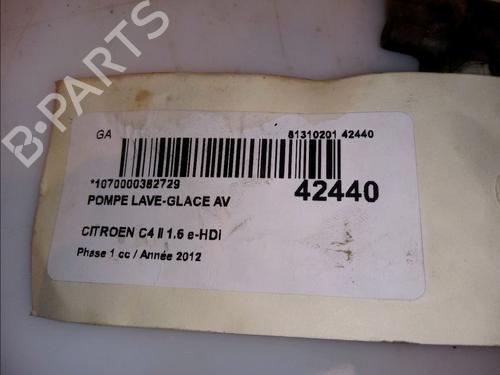 B-PARTS
GA 81310201 42440
*1070000382729 42440
POMPE LAVE-GLACE AV
CITROEN C4 II 1.6 e-HDi
Phase 1 cc / Année 2012